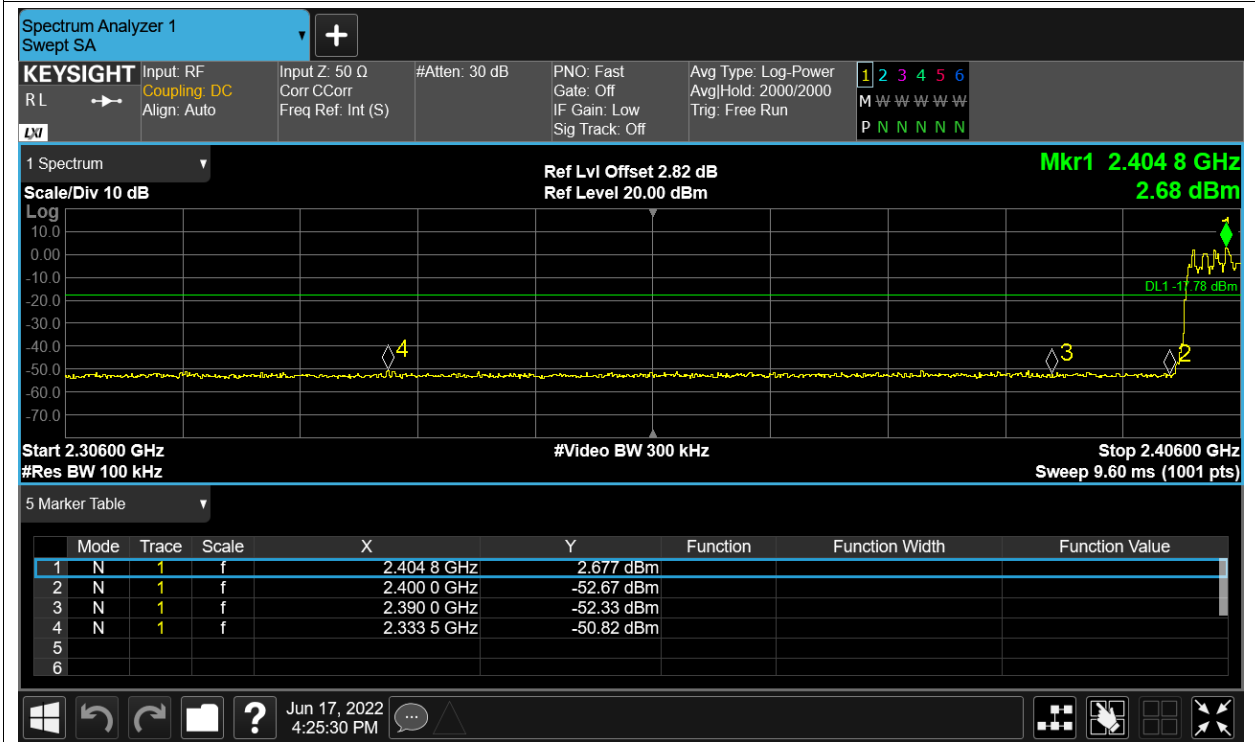 Spectrum Analyzer 1
Swept SA
KEYSIGHT
RL
LXI
Input: RF
Coupling: DC
Align: Auto
Input Z: 50 Ω
Corr CCorr
Freq Ref: Int (S)
#Atten: 30 dB
PNO: Fast
Gate: Off
IF Gain: Low
Sig Track: Off
Avg Type: Log-Power
Avg|Hold: 2000/2000
Trig: Free Run
1 2 3 4 5 6
M W W W W W
P N N N N N
1 Spectrum
Scale/Div 10 dB
Ref Lvl Offset 2.82 dB
Ref Level 20.00 dBm
Mkr1 2.404 8 GHz
2.68 dBm
Log
10.0
0.00
-10.0
-20.0
-30.0
-40.0
-50.0
-60.0
-70.0
1
DL1 -17.78 dBm
4
3
2
Start 2.30600 GHz
#Video BW 300 kHz
Stop 2.40600 GHz
#Res BW 100 kHz
Sweep 9.60 ms (1001 pts)
5 Marker Table
Mode Trace Scale X Y Function Function Width Function Value
1 N 1 f 2.404 8 GHz 2.677 dBm
2 N 1 f 2.400 0 GHz -52.67 dBm
3 N 1 f 2.390 0 GHz -52.33 dBm
4 N 1 f 2.333 5 GHz -50.82 dBm
5
6
?
Jun 17, 2022
4:25:30 PM